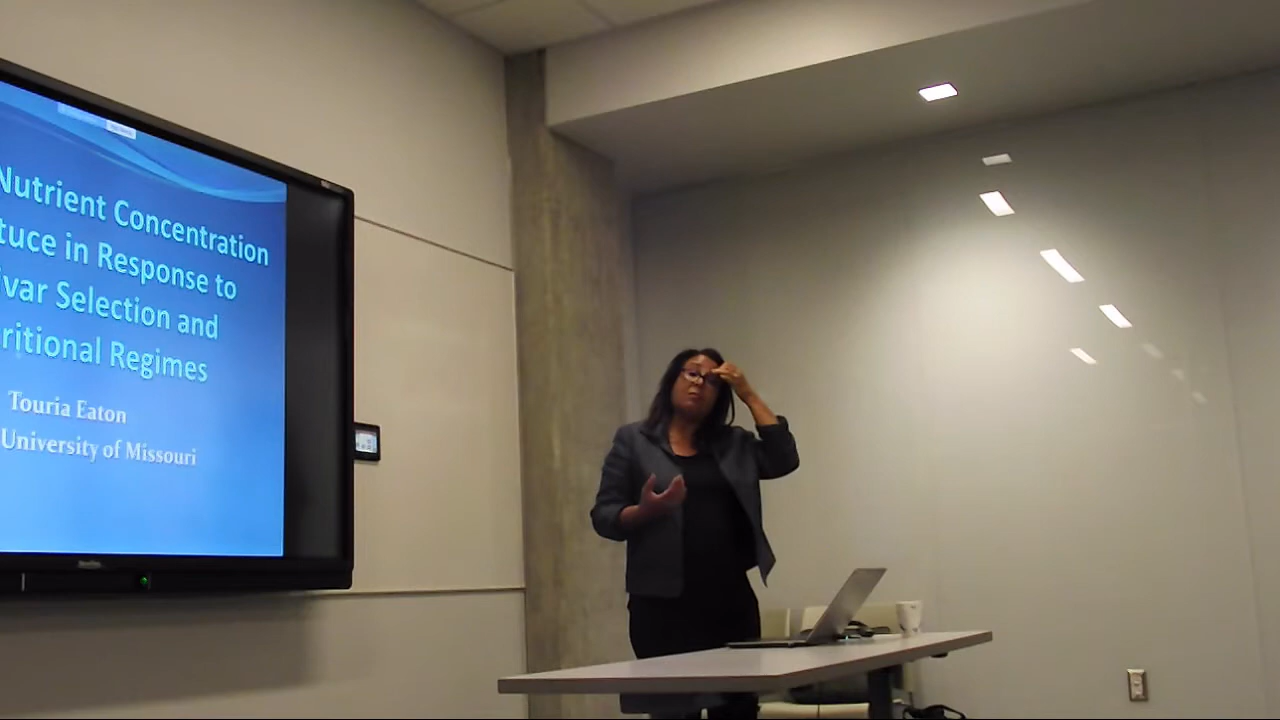 Nutrient Concentration
tuce in Response to
ivar Selection and
ritional Regimes
Touria Eaton
University of Missouri